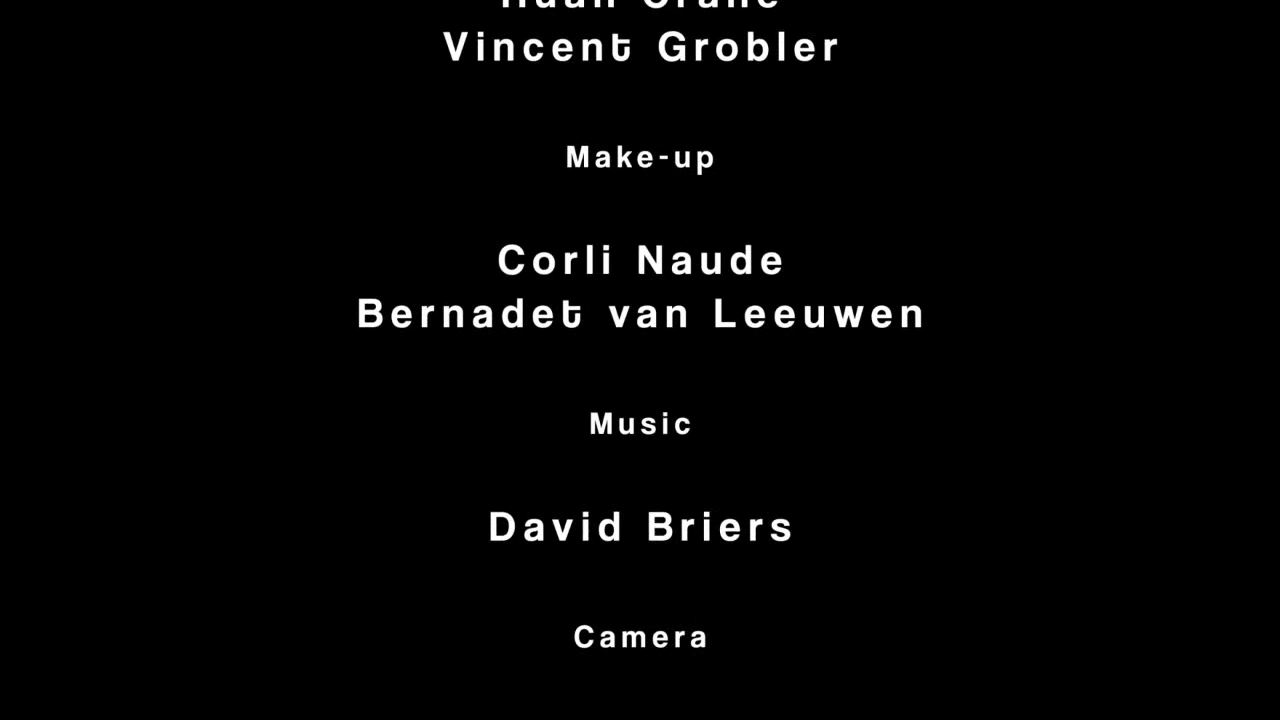 Vincent Grobler
Make-up
Corli Naude
Bernadet van Leeuwen
Music
David Briers
Camera